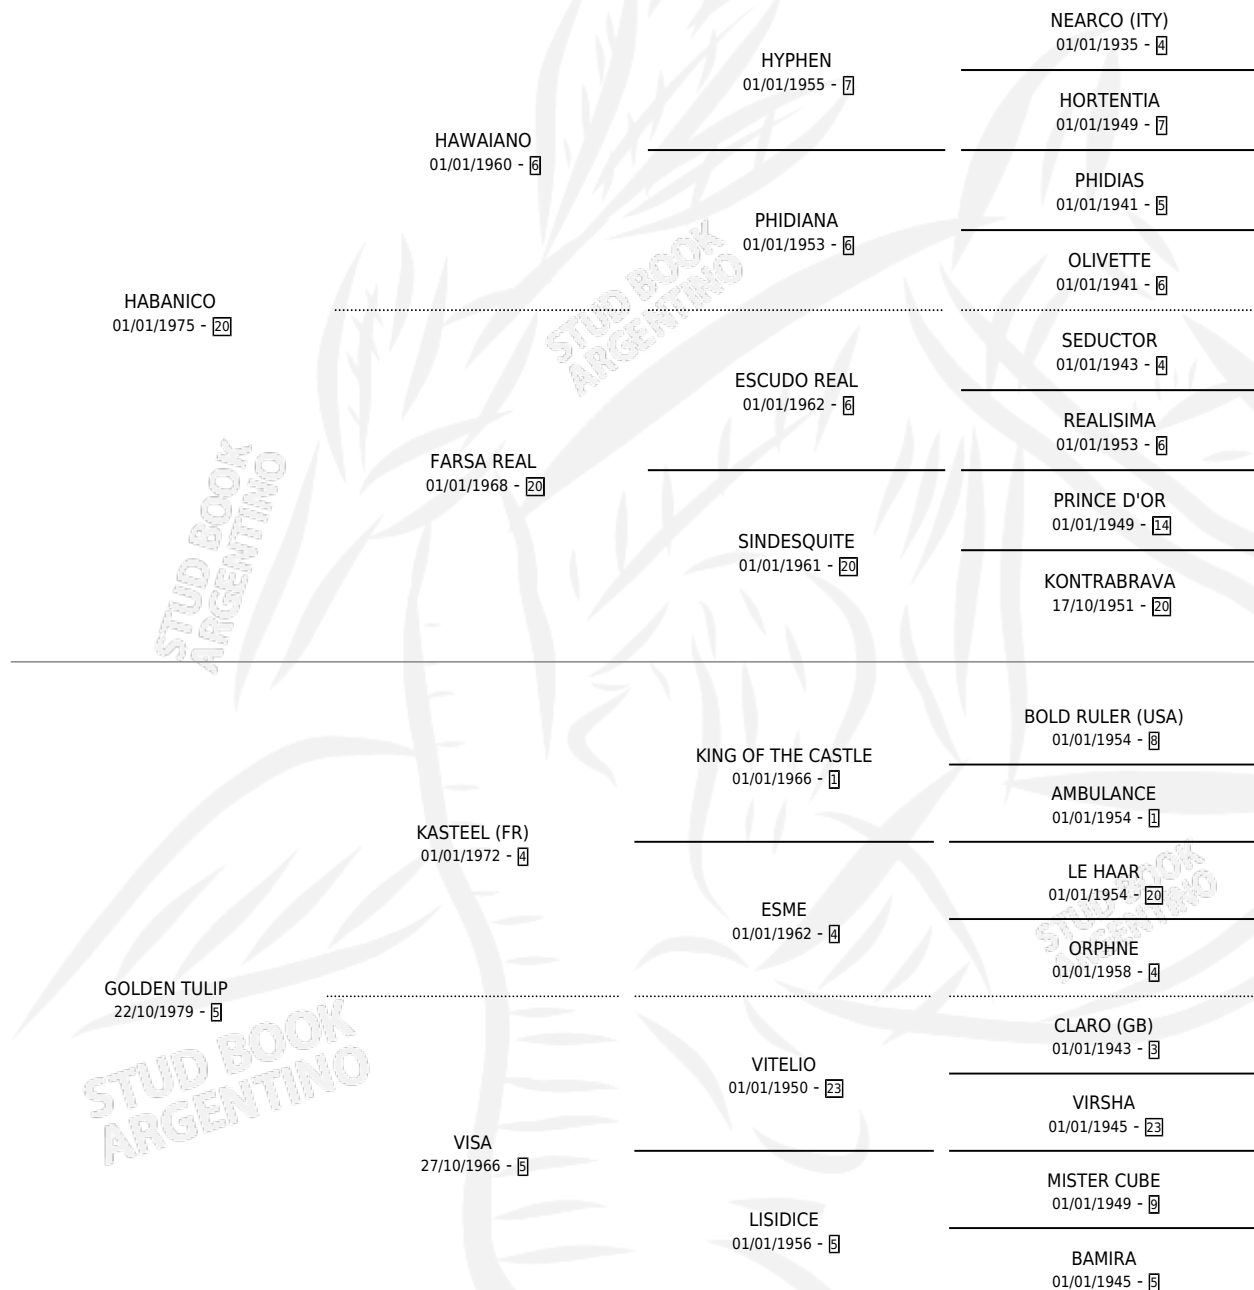 NEARCO (ITY)
01/01/1935 - 4
HYPHEN
01/01/1955 - 7
HORTENTIA
01/01/1949 - 7
HAWAIANO
01/01/1960 - 6
PHIDIAS
01/01/1941 - 5
PHIDIANA
01/01/1953 - 6
OLIVETTE
01/01/1941 - 6
HABANICO
01/01/1975 - 20
SEDUCTOR
01/01/1943 - 4
ESCUDO REAL
01/01/1962 - 6
REALISIMA
01/01/1953 - 6
FARSA REAL
01/01/1968 - 20
PRINCE D'OR
01/01/1949 - 14
SINDESQUITE
01/01/1961 - 20
KONTRABRAVA
17/10/1951 - 20
BOLD RULER (USA)
01/01/1954 - 8
KING OF THE CASTLE
01/01/1966 - 1
AMBULANCE
01/01/1954 - 1
KASTEEL (FR)
01/01/1972 - 4
LE HAAR
01/01/1954 - 20
ESME
01/01/1962 - 4
ORPHNE
01/01/1958 - 4
GOLDEN TULIP
22/10/1979 - 5
CLARO (GB)
01/01/1943 - 3
VITELIO
01/01/1950 - 23
VIRSHA
01/01/1945 - 23
VISA
27/10/1966 - 5
MISTER CUBE
01/01/1949 - 9
LISIDICE
01/01/1956 - 5
BAMIRA
01/01/1945 - 5
STUD BOOK
ARGENTINO
STUD BOOK
ARGENTINO
STUD BOOK
ARGENTINO
STUD BOOK
ARGENTINO